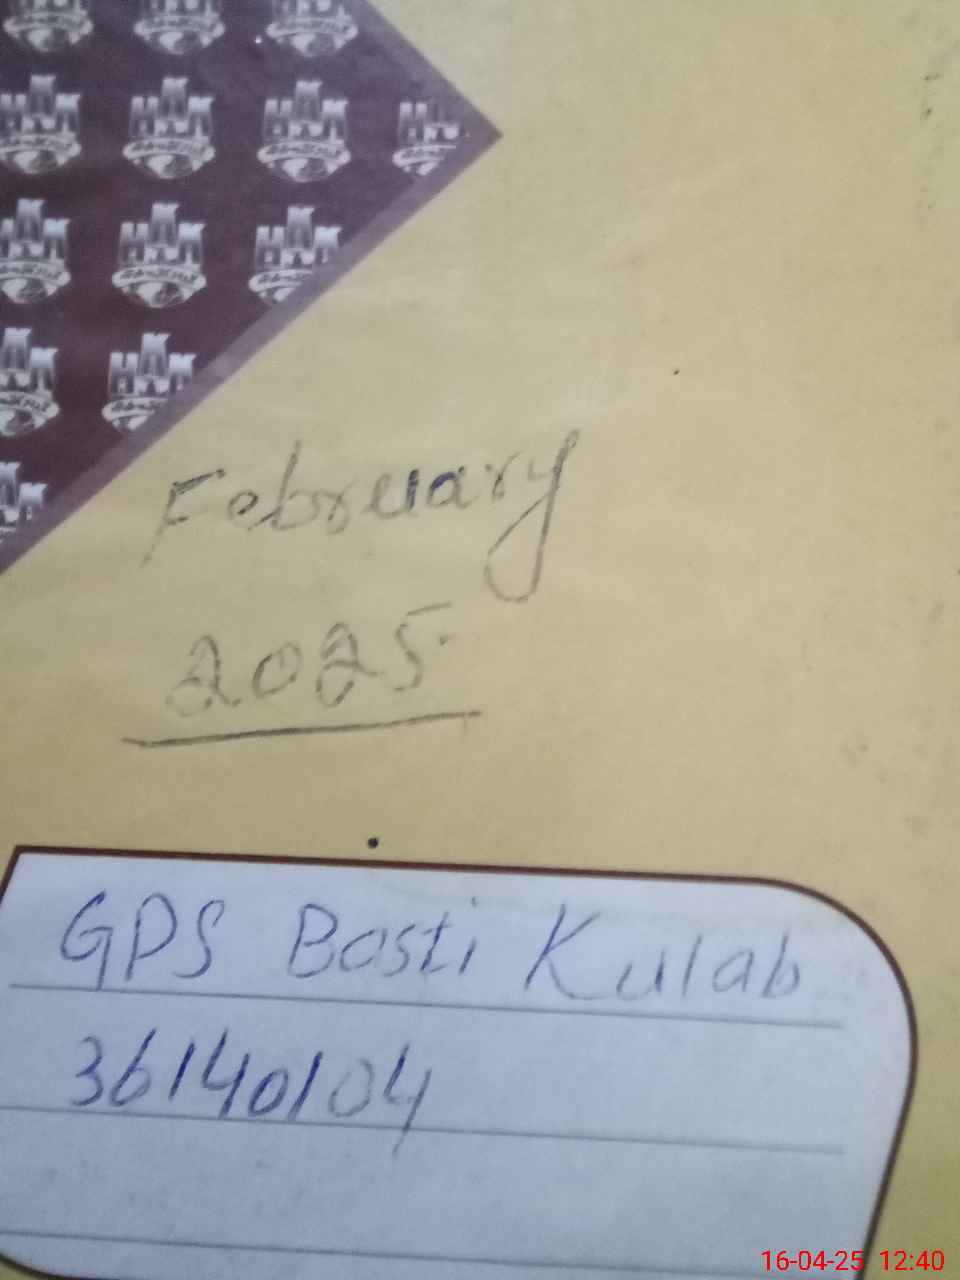 February
2025
GPS Basti Kulab
36140104
16-04-25 12:40